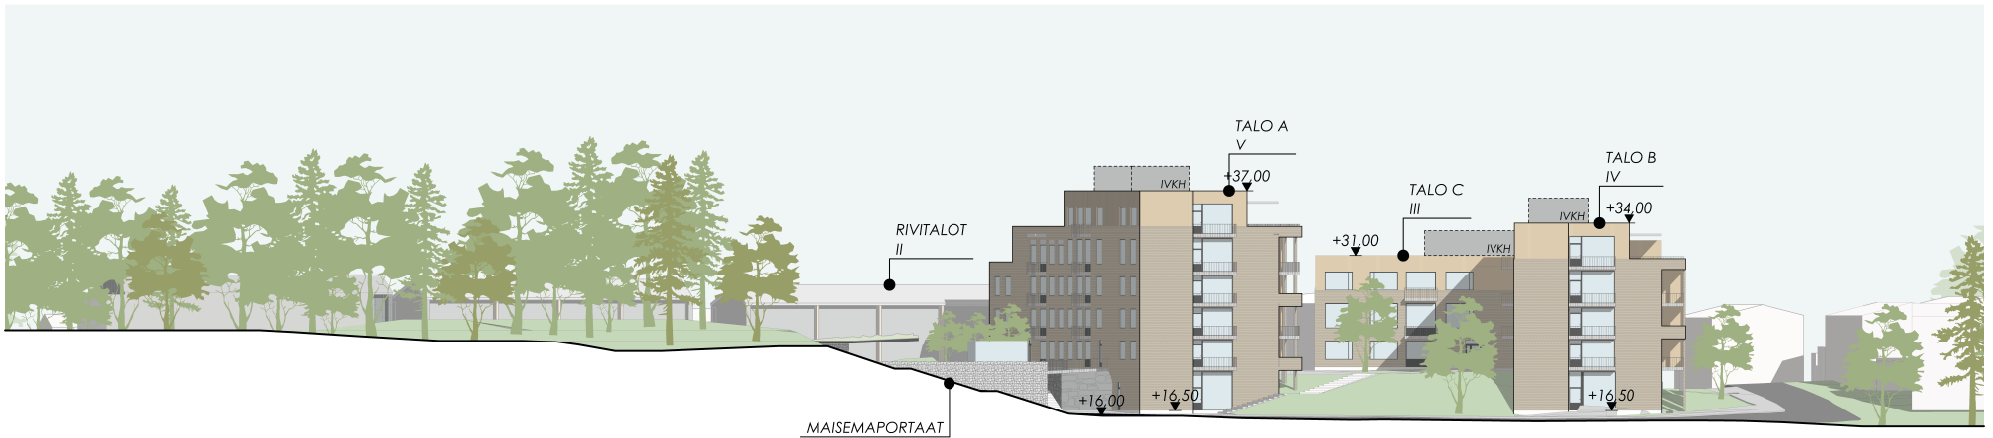 TALO A
V
+37,00
IVKH
TALO B
IV
+34,00
IVKH
TALO C
III
+31,00
IVKH
RIVITALOT
II
+16,00
+16,50
+16,50
MAISEMAPORTAAT